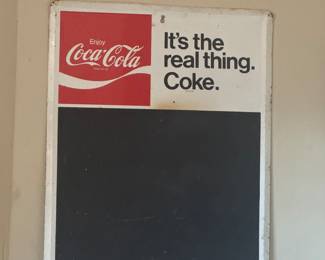 Enjoy
Coca-Cola
It's the
real thing.
Coke.